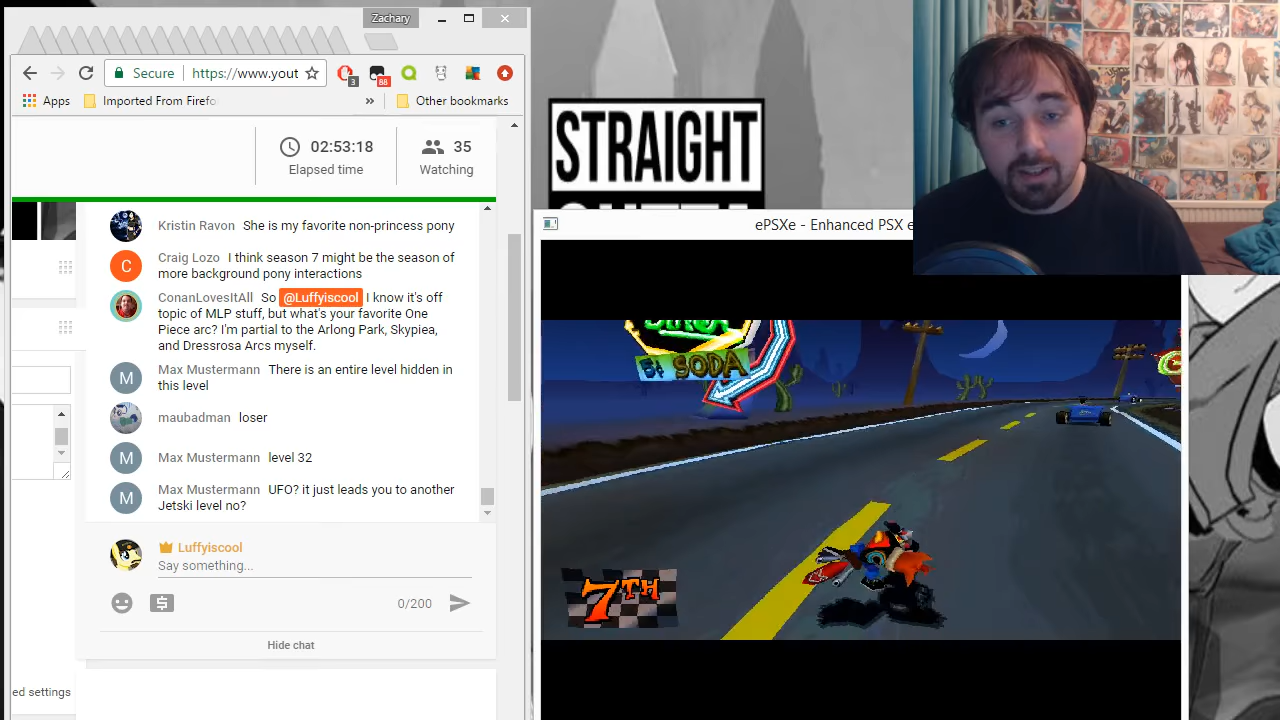 Zachary
Secure https://www.yout
3
88
Apps Imported From Firefo » Other bookmarks
02:53:18
Elapsed time
35
Watching
Kristin Ravon She is my favorite non-princess pony
C
Craig Lozo I think season 7 might be the season of
more background pony interactions
ConanLovesItAll So @Luffyiscool I know it's off
topic of MLP stuff, but what's your favorite One
Piece arc? I'm partial to the Arlong Park, Skypiea,
and Dressrosa Arcs myself.
M
Max Mustermann There is an entire level hidden in
this level
maubadman loser
M
Max Mustermann level 32
M
Max Mustermann UFO? it just leads you to another
Jetski level no?
Luffyiscool
Say something...
0/200
Hide chat
ed settings
STRAIGHT
ePSXe - Enhanced PSX e
5¢ SODA
7TH